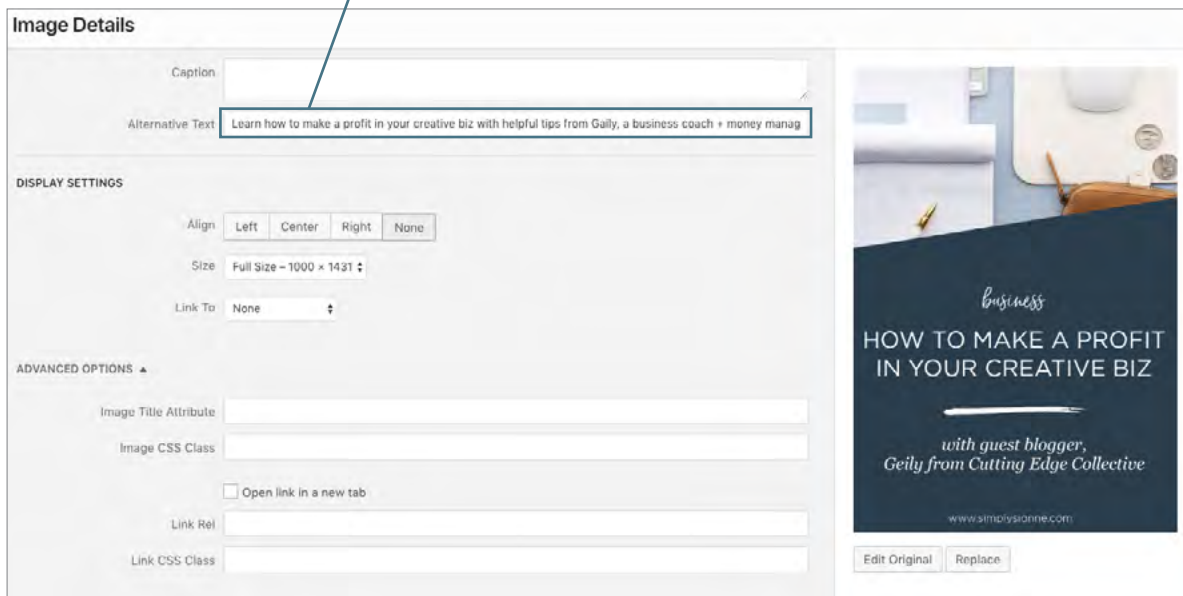 Image Details
Caption
Alternative Text
Learn how to make a profit in your creative biz with helpful tips from Gaily, a business coach + money manag
DISPLAY SETTINGS
Align
Left Center Right None
Size
Full Size – 1000 × 1431
Link To
None
ADVANCED OPTIONS
Image Title Attribute
Image CSS Class
Open link in a new tab
Link Rel
Link CSS Class
business
HOW TO MAKE A PROFIT
IN YOUR CREATIVE BIZ
with guest blogger,
Geily from Cutting Edge Collective
www.simplysionne.com
Edit Original Replace